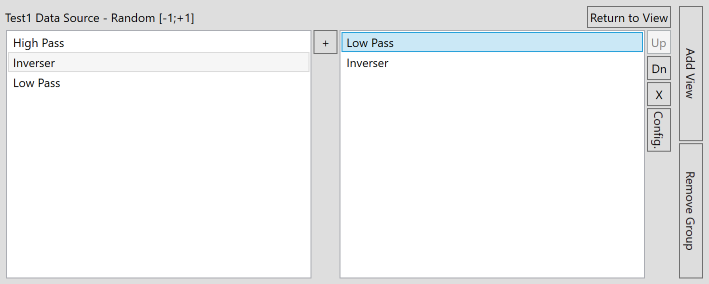 Test1 Data Source - Random [-1;+1]
Return to View
High Pass
Inverser
Low Pass
+
Low Pass
Inverser
Up
Dn
X
Config.
Add View
Remove Group